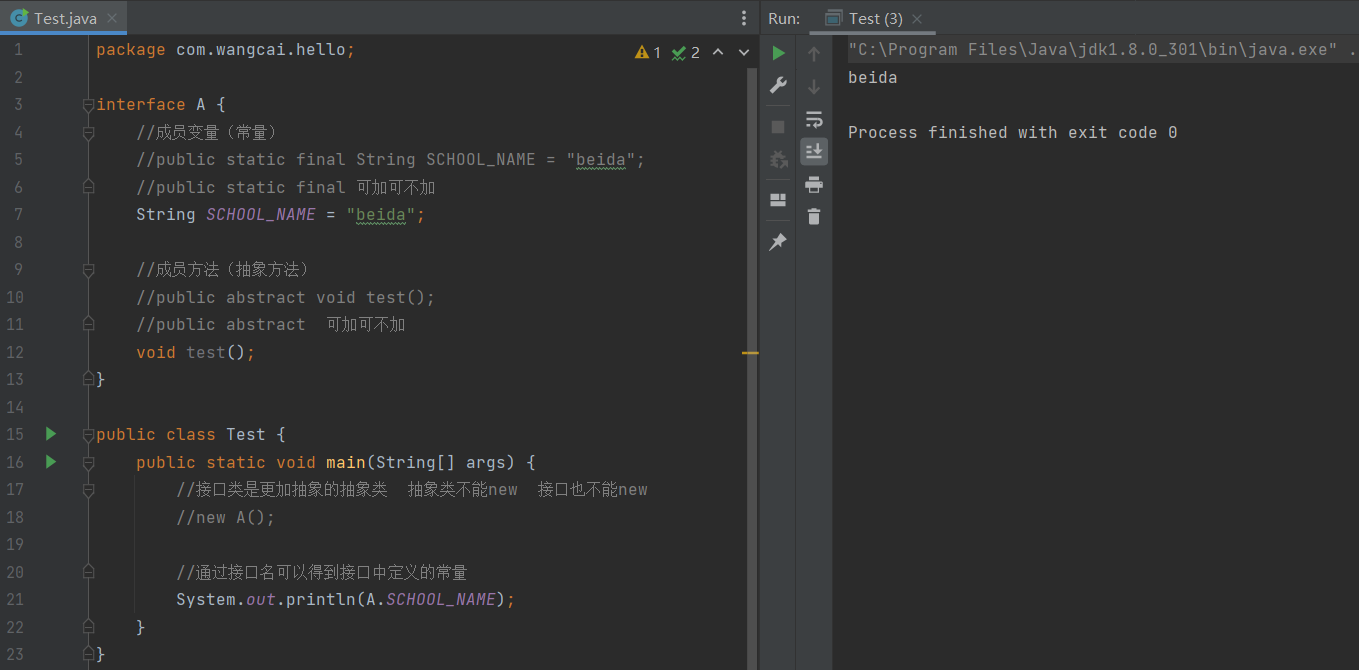 Test.java
1 package com.wangcai.hello;
1 2
2
3 interface A {
4 //成员变量（常量）
5 //public static final String SCHOOL_NAME = "beida";
6 //public static final 可加可不加
7 String SCHOOL_NAME = "beida";
8
9 //成员方法（抽象方法）
10 //public abstract void test();
11 //public abstract  可加可不加
12 void test();
13 }
14
15 public class Test {
16 public static void main(String[] args) {
17 //接口类是更加抽象的抽象类  抽象类不能new  接口也不能new
18 //new A();
19
20 //通过接口名可以得到接口中定义的常量
21 System.out.println(A.SCHOOL_NAME);
22 }
23 }
Run: Test (3)
"C:\Program Files\Java\jdk1.8.0_301\bin\java.exe" .
beida
Process finished with exit code 0